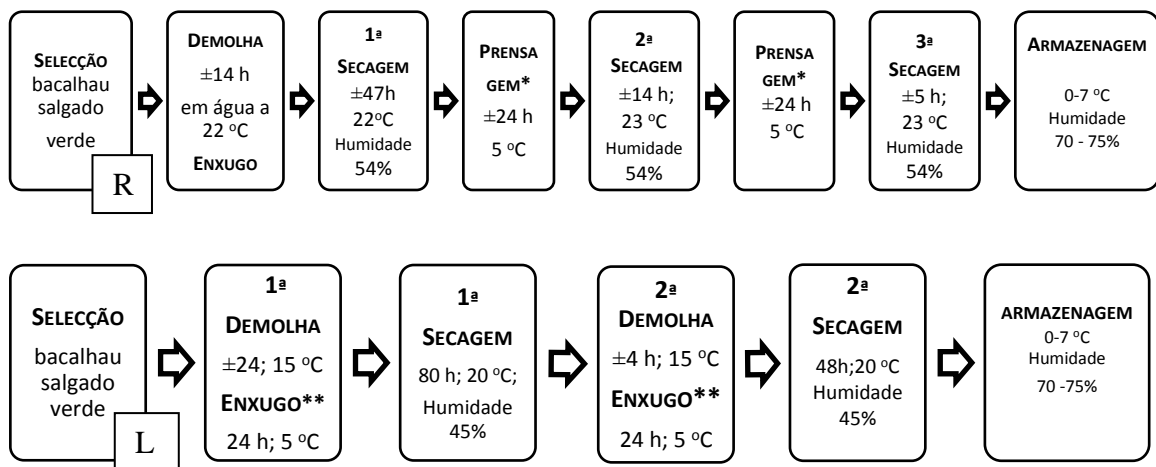 SELECÇÃO
bacalhau
salgado
verde
R
DEMOLHA
±14 h
em água a
22 ºC
ENXUGO
1ª
SECAGEM
±47h
22ºC
Humidade
54%
PRENSA
GEM*
±24 h
5 ºC
2ª
SECAGEM
±14 h;
23 ºC
Humidade
54%
PRENSA
GEM*
±24 h
5 ºC
3ª
SECAGEM
±5 h;
23 ºC
Humidade
54%
ARMAZENAGEM
0-7 ºC
Humidade
70 - 75%
SELECÇÃO
bacalhau
salgado
verde
L
1ª
DEMOLHA
±24; 15 ºC
ENXUGO**
24 h; 5 ºC
1ª
SECAGEM
80 h; 20 ºC;
Humidade
45%
2ª
DEMOLHA
±4 h; 15 ºC
ENXUGO**
24 h; 5 ºC
2ª
SECAGEM
48h;20 ºC
Humidade
45%
ARMAZENAGEM
0-7 ºC
Humidade
70 -75%